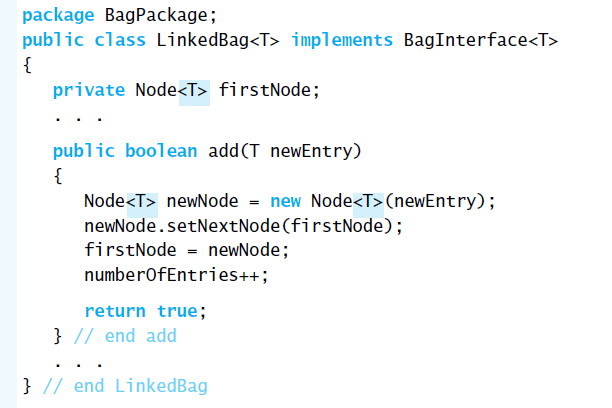 package BagPackage;
public class LinkedBag<T> implements BagInterface<T>
{
private Node<T> firstNode;
. . .
public boolean add(T newEntry)
{
Node<T> newNode = new Node<T>(newEntry);
newNode.setNextNode(firstNode);
firstNode = newNode;
numberOfEntries++;
return true;
} // end add
. . .
} // end LinkedBag